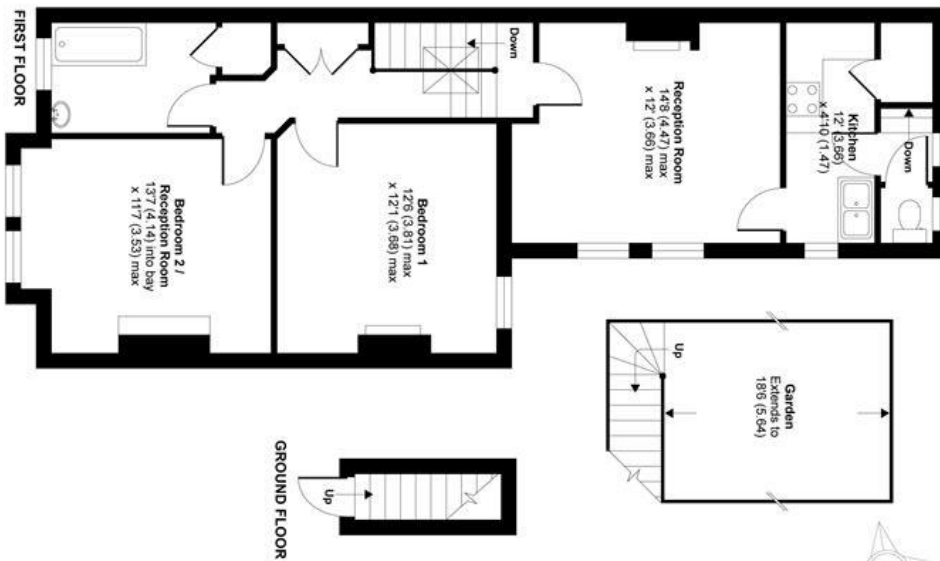 Down
Kitchen
12' (3.66)
x 4'10 (1.47)
Reception Room
14'8 (4.47) max
x 12' (3.66) max
Down
Bedroom 1
12'6 (3.81) max
x 12'1 (3.68) max
Bedroom 2 /
Reception Room
13'7 (4.14) into bay
x 11'7 (3.53) max
FIRST FLOOR
Garden
Extends to
18'6 (5.64)
Up
Up
GROUND FLOOR